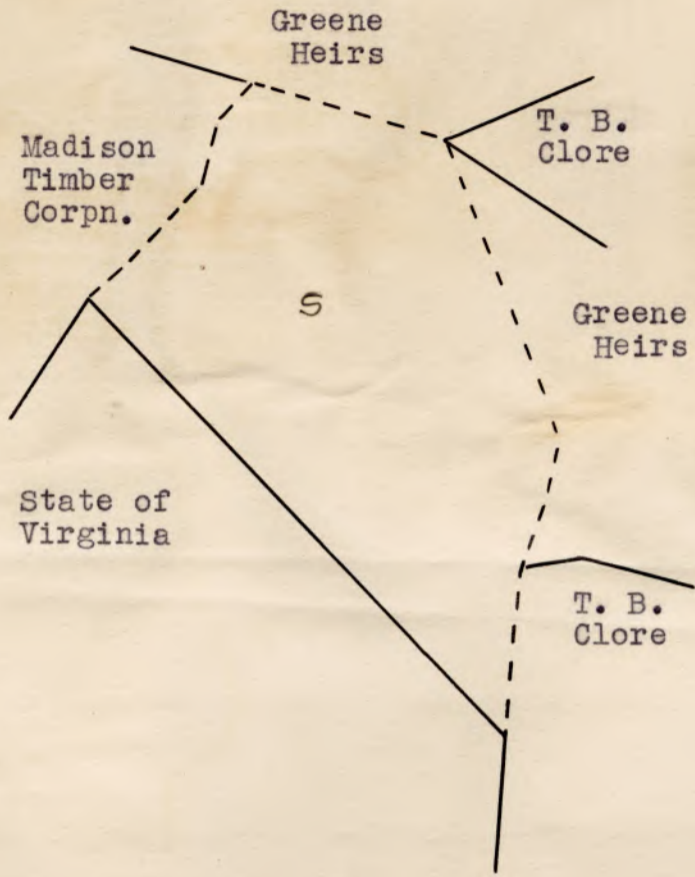 Greene
Heirs
T. B.
Clore
Madison
Timber
Corpn.
S
Greene
Heirs
State of
Virginia
T. B.
Clore